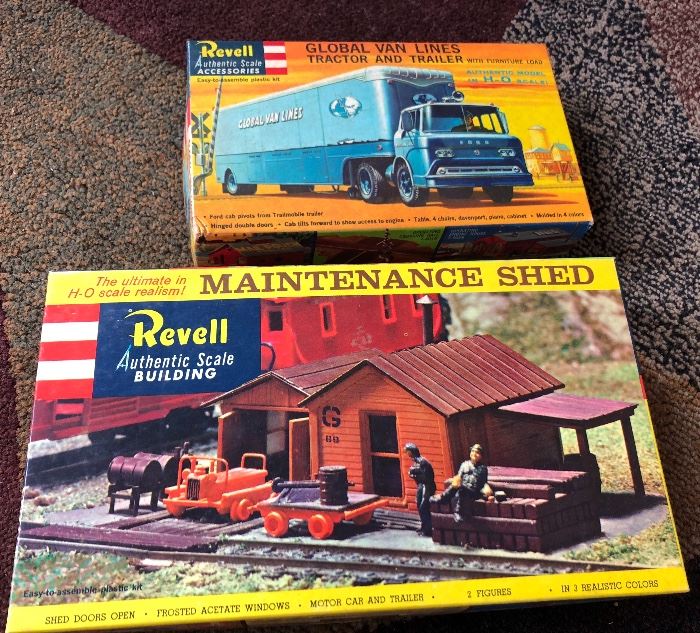 Revell
Authentic Scale
ACCESSORIES
Easy-to-assemble plastic kit
GLOBAL VAN LINES
TRACTOR AND TRAILER WITH FURNITURE LOAD
AUTHENTIC MODEL
IN H-O SCALE!
GLOBAL VAN LINES
FORD
• Ford cab pivots from Trailmobile trailer
Hinged double doors • Cab tilts forward to show access to engine • Table, 4 chairs, davenport, piano, cabinet • Molded in 4 colors
The ultimate in
H-O scale realism!
MAINTENANCE SHED
Revell
Authentic Scale
BUILDING
G
88
Easy-to-assemble plastic kit
SHED DOORS OPEN • FROSTED ACETATE WINDOWS • MOTOR CAR AND TRAILER • 2 FIGURES • IN 3 REALISTIC COLORS